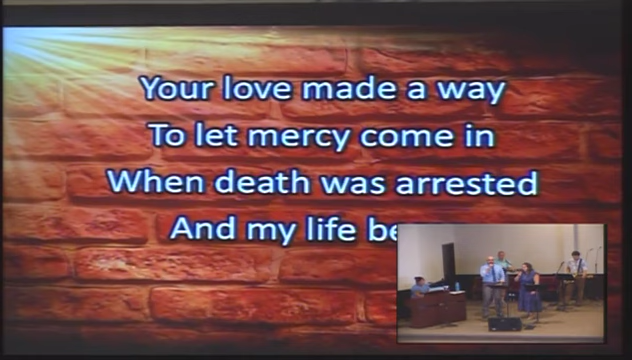 Your love made a way
To let mercy come in
When death was arrested
And my life be